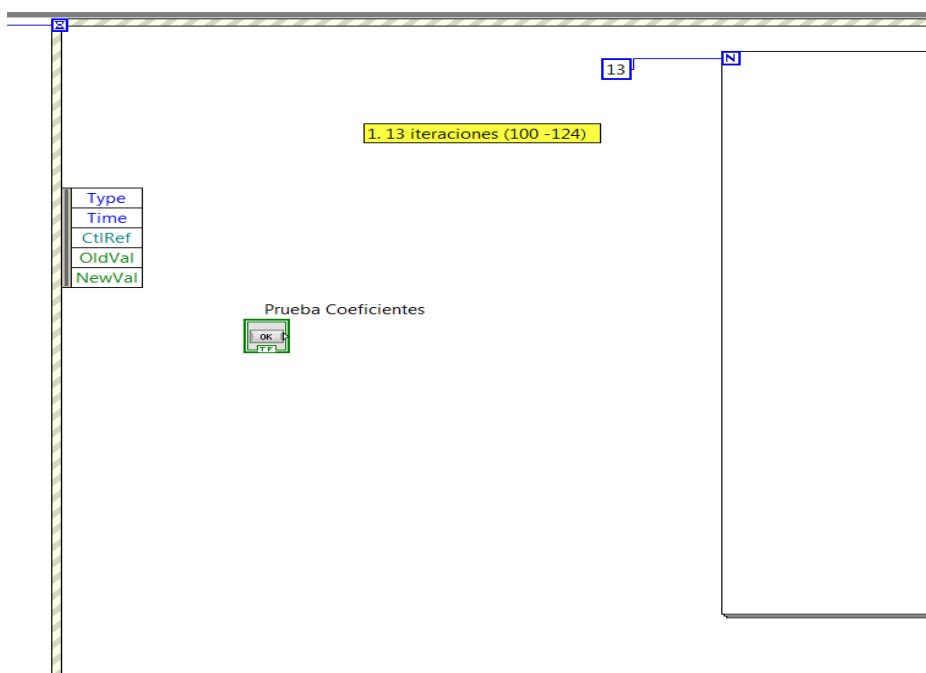 13
N
1. 13 iteraciones (100 -124)
Type
Time
CtlRef
OldVal
NewVal
Prueba Coeficientes
OK
TF